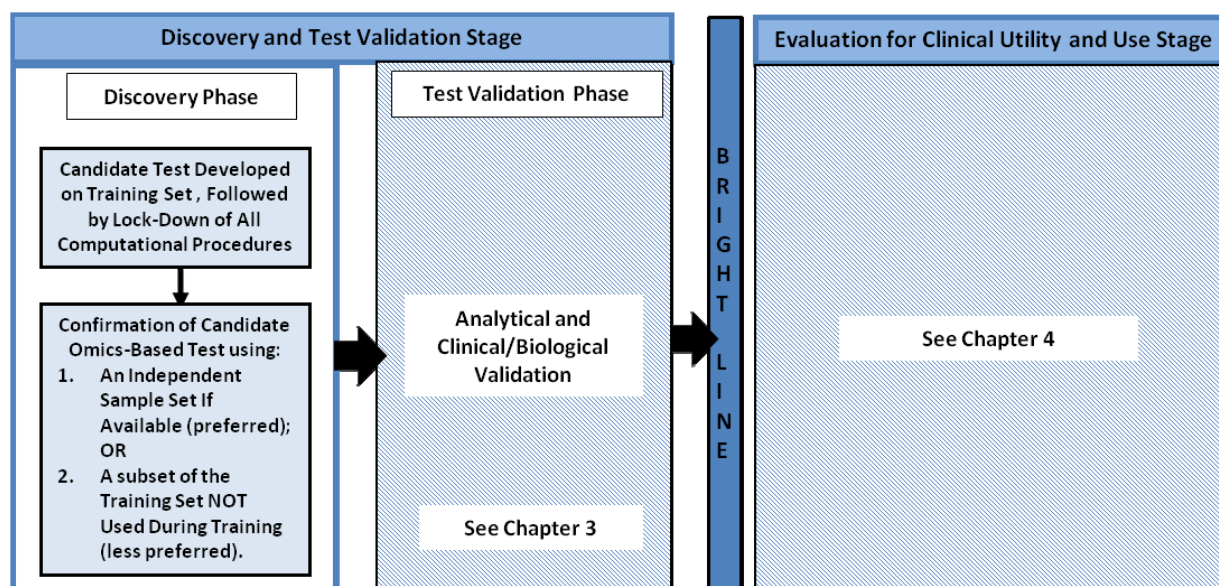 Discovery and Test Validation Stage
Discovery Phase
Candidate Test Developed
on Training Set , Followed
by Lock-Down of All
Computational Procedures
Confirmation of Candidate
Omics-Based Test using:
1. An Independent
Sample Set If
Available (preferred);
OR
2. A subset of the
Training Set NOT
Used During Training
(less preferred).
Test Validation Phase
Analytical and
Clinical/Biological
Validation
See Chapter 3
BRIGHT LINE
Evaluation for Clinical Utility and Use Stage
See Chapter 4